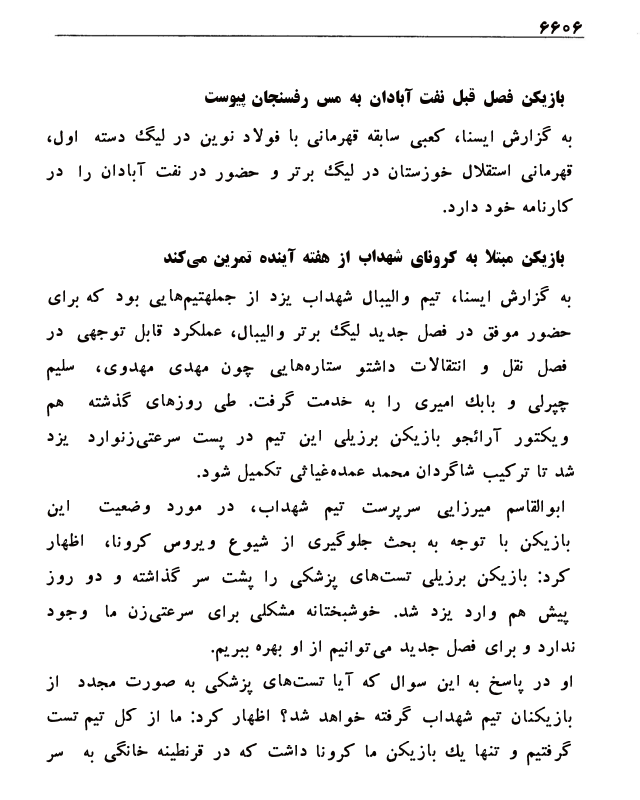 ۶۶۰۶
بازیکن فصل قبل نفت آبادان به مس رفسنجان پیوست
به گزارش ایسنا، کعبی سابقه قهرمانی با فولاد نوین در لیگ دسته اول،
قهرمانی استقلال خوزستان در لیگ برتر و حضور در نفت آبادان را در
کارنامه خود دارد.
بازیکن مبتلا به کرونای شهداب از هفته آینده تمرین می‌کند
به گزارش ایسنا، تیم والیبال شهداب یزد از جملهتیم‌هایی بود که برای
حضور موفق در فصل جدید لیگ برتر والیبال، عملکرد قابل توجهی در
فصل نقل و انتقالات داشتو ستاره‌هایی چون مهدی مهدوی، سلیم
چپرلی و بابك امیری را به خدمت گرفت. طی روزهای گذشته هم
ویکتور آرائجو بازیکن برزیلی این تیم در پست سرعتی‌زنوارد یزد
شد تا ترکیب شاگردان محمد عمده‌غیاثی تکمیل شود.
ابوالقاسم میرزایی سرپرست تیم شهداب، در مورد وضعیت این
بازیکن با توجه به بحث جلوگیری از شیوع ویروس کرونا، اظهار
کرد: بازیکن برزیلی تست‌های پزشکی را پشت سر گذاشته و دو روز
پیش هم وارد یزد شد. خوشبختانه مشکلی برای سرعتی‌زن ما وجود
ندارد و برای فصل جدید می‌توانیم از او بهره ببریم.
او در پاسخ به این سوال که آیا تست‌های پزشکی به صورت مجدد از
بازیکنان تیم شهداب گرفته خواهد شد؟ اظهار کرد: ما از کل تیم تست
گرفتیم و تنها یك بازیکن ما کرونا داشت که در قرنطینه خانگی به سر